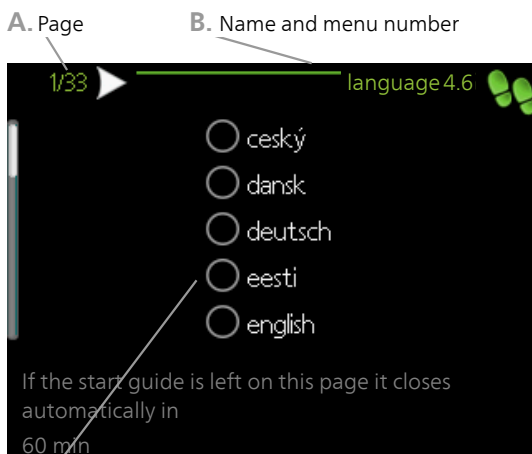 A. Page
B. Name and menu number
1/33
language 4.6
ceský
dansk
deutsch
eesti
english
If the start guide is left on this page it closes
automatically in
60 min